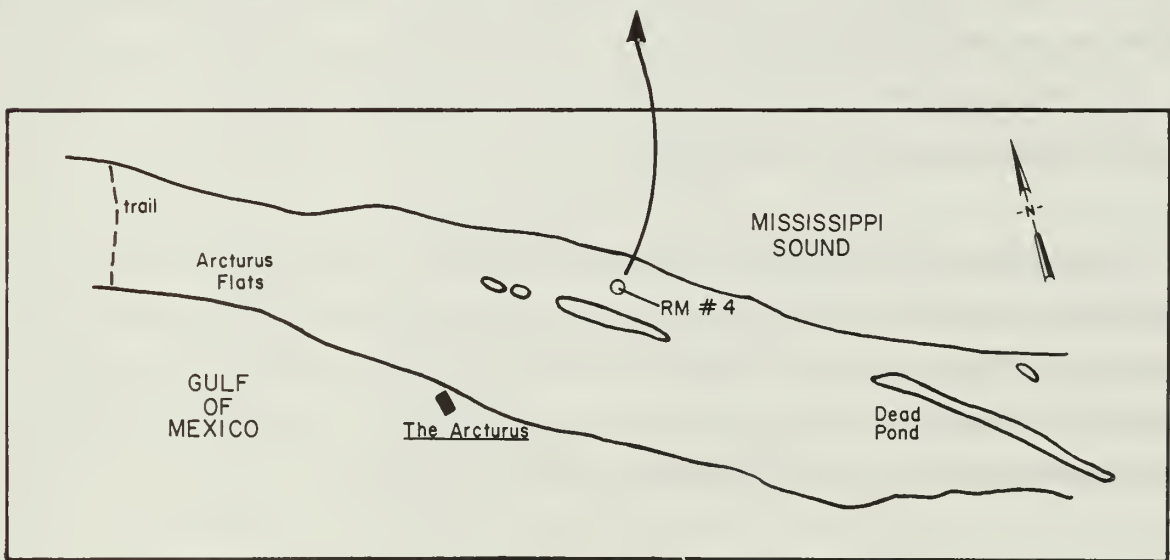 trail
Arcturus
Flats
MISSISSIPPI
SOUND
-N-
RM # 4
GULF
OF
MEXICO
The Arcturus
Dead
Pond